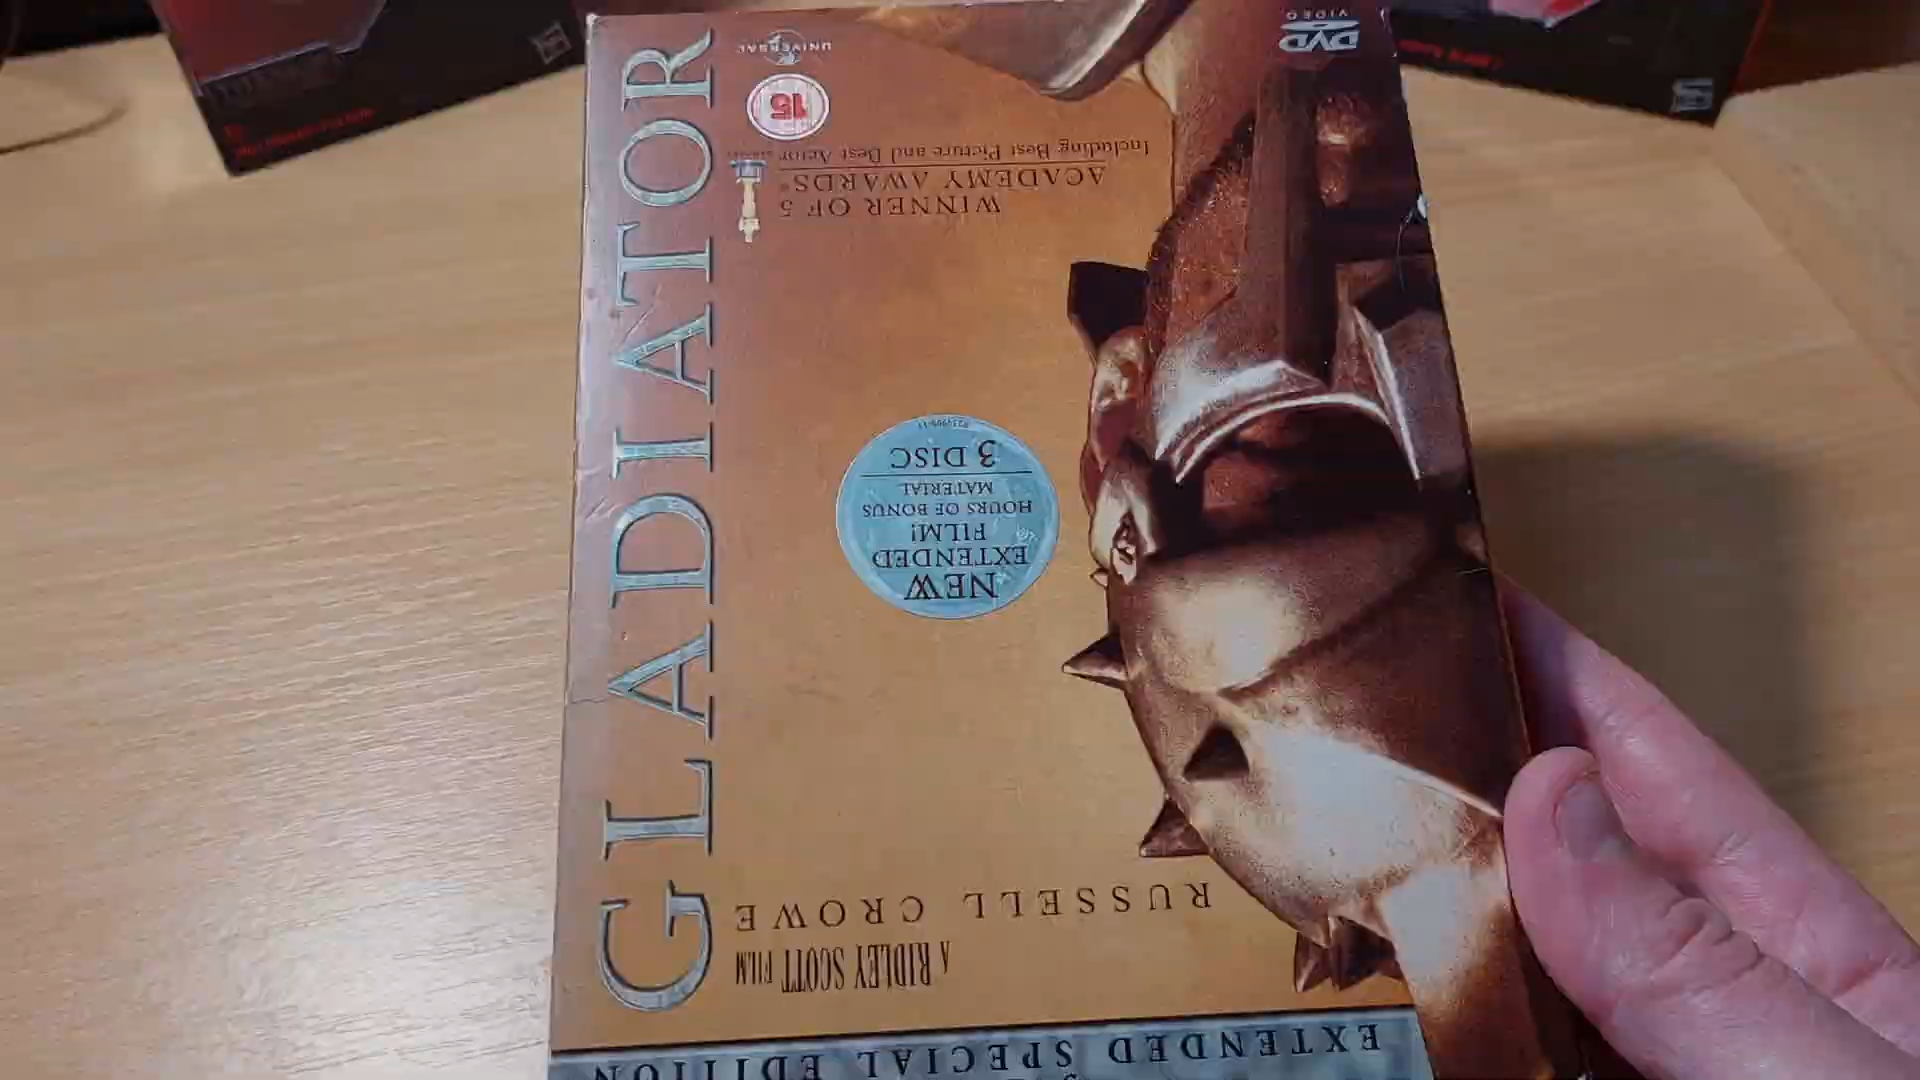 EXTENDED SPECIAL EDITION
A RIDLEY SCOTT FILM
RUSSELL CROWE
GLADIATOR
NEW
EXTENDED
FILM!
HOURS OF BONUS
MATERIAL
3 DISC
WINNER OF 5
ACADEMY AWARDS®
Including Best Picture and Best Actor
15
UNIVERSAL
DVD
VIDEO